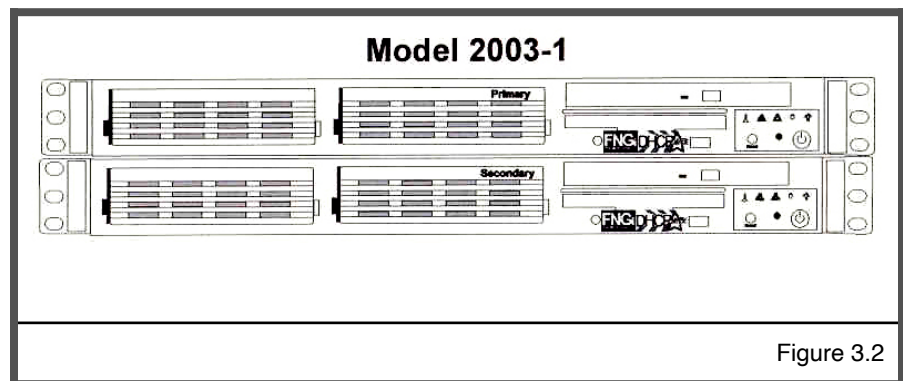 Model 2003-1
Primary
FNG DHCP
Secondary
FNG DHCP
Figure 3.2